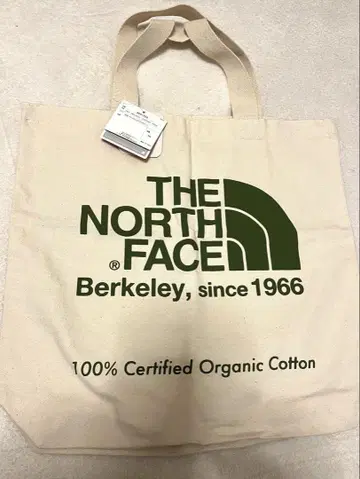 THE
NORTH
® FACE
Berkeley, since 1966
100% Certified Organic Cotton